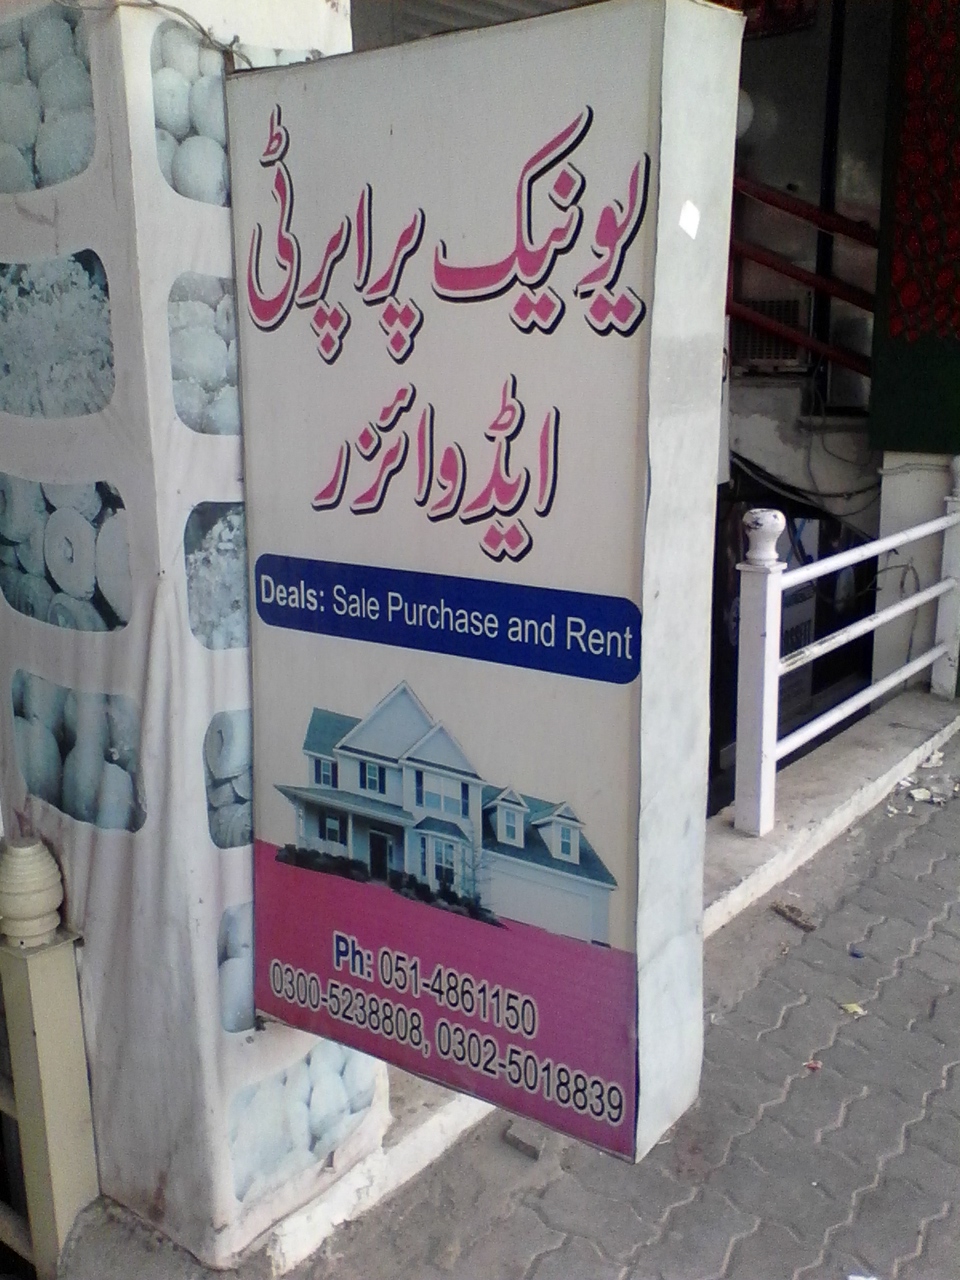 یونیک پراپرٹی
ایڈوائزر
Deals: Sale Purchase and Rent
Ph: 051-4861150
0300-5238808, 0302-5018839